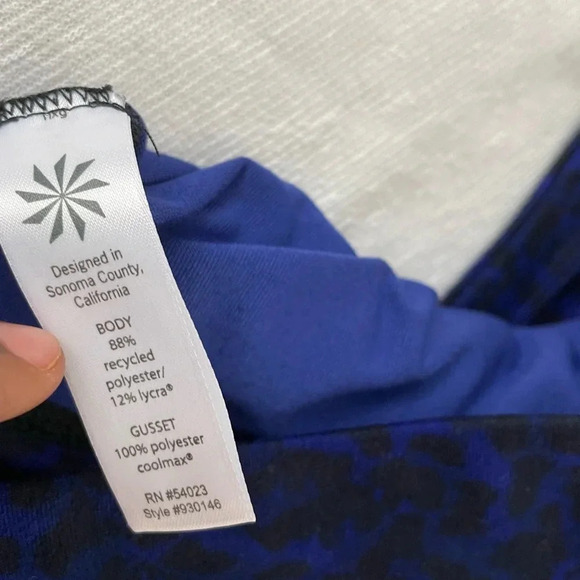 Designed in
Sonoma County,
California
BODY
88%
recycled
polyester/
12% lycra®
GUSSET
100% polyester
coolmax®
RN #54023
Style #930146